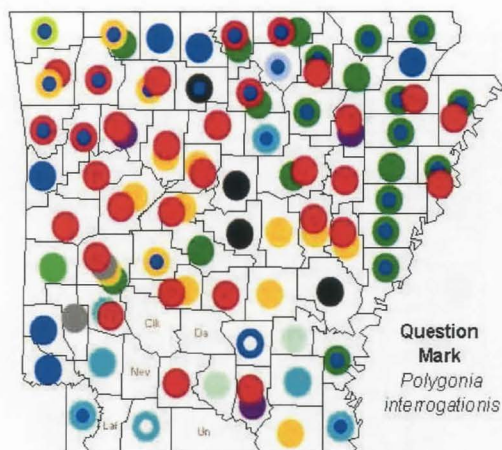 Clk
Da
Nev
Laf
Un
Question
Mark
Polygonia
interrogationis